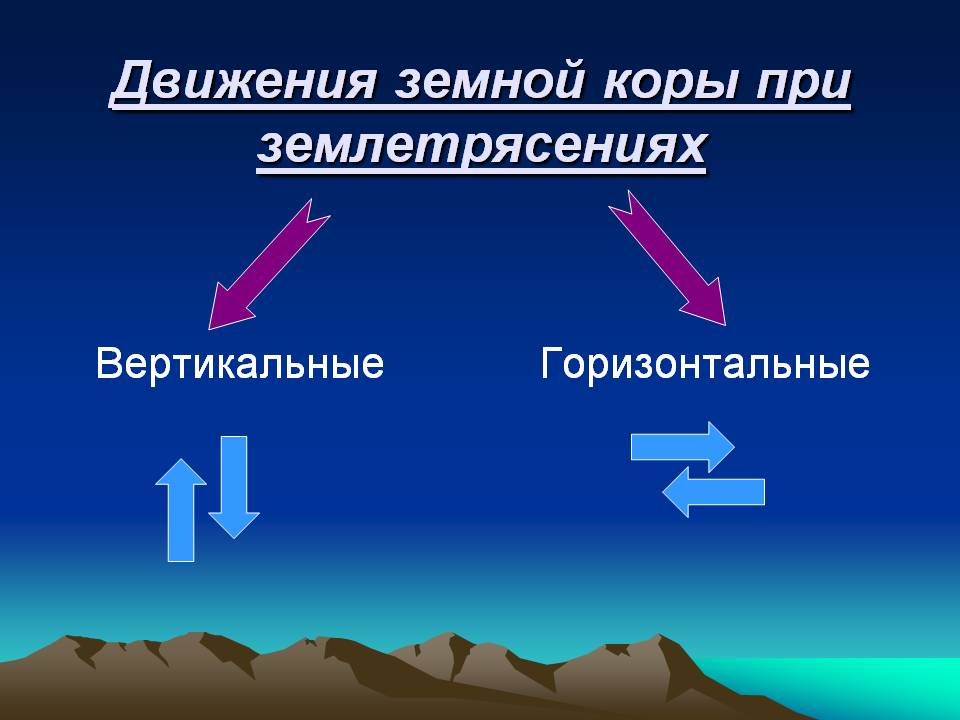 Движения земной коры при
землетрясениях
Вертикальные
Горизонтальные